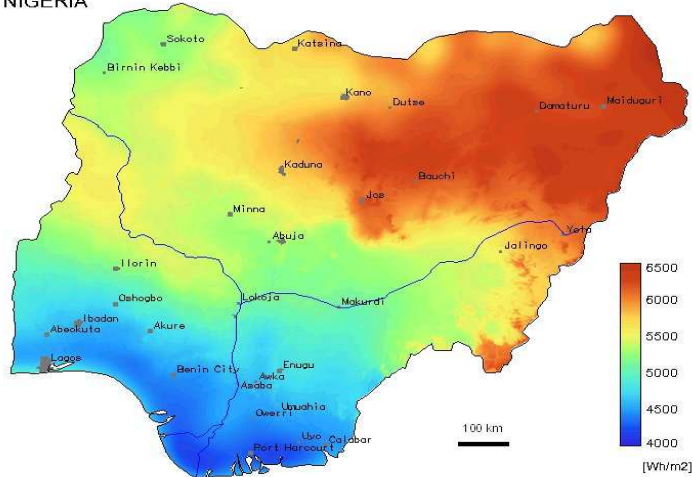 NIGERIA
Sokoto
Katsina
Birnin Kebbi
Kano
Dutse
Damaturu
Maiduguri
Kaduna
Bauchi
Jos
Minna
Abuja
Yola
Jalingo
Ilorin
Oshogbo
Lokoja
Makurdi
Ibadan
Abeokuta
Akure
Lagos
Benin City
Enugu
Awka
Asaba
Umuahia
Owerri
Uyo
Calabar
Port Harcourt
100 km
6500
6000
5500
5000
4500
4000
[Wh/m2]